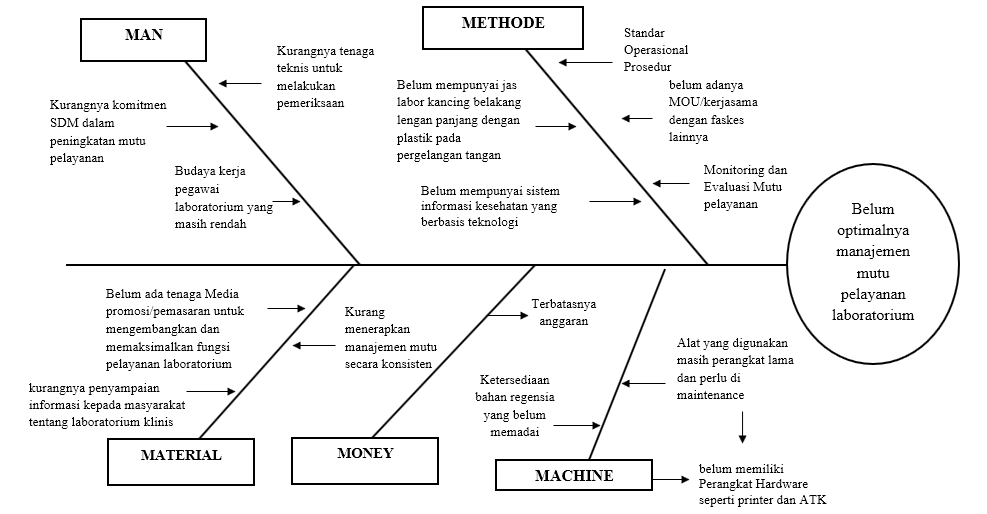 MAN
METHODE
Kurangnya tenaga
teknis untuk
melakukan
pemeriksaan
Kurangnya komitmen
SDM dalam
peningkatan mutu
pelayanan
Budaya kerja
pegawai
laboratorium yang
masih rendah
Standar
Operasional
Prosedur
Belum mempunyai jas
labor kancing belakang
lengan panjang dengan
plastik pada
pergelangan tangan
belum adanya
MOU/kerjasama
dengan faskes
lainnya
Belum mempunyai sistem
informasi kesehatan yang
berbasis teknologi
Monitoring dan
Evaluasi Mutu
pelayanan
Belum
optimalnya
manajemen
mutu
pelayanan
laboratorium
Belum ada tenaga Media
promosi/pemasaran untuk
mengembangkan dan
memaksimalkan fungsi
pelayanan laboratorium
Kurang
menerapkan
manajemen mutu
secara konsisten
kurangnya penyampaian
informasi kepada masyarakat
tentang laboratorium klinis
Terbatasnya
anggaran
Ketersediaan
bahan regensia
yang belum
memadai
Alat yang digunakan
masih perangkat lama
dan perlu di
maintenance
belum memiliki
Perangkat Hardware
seperti printer dan ATK
MATERIAL
MONEY
MACHINE